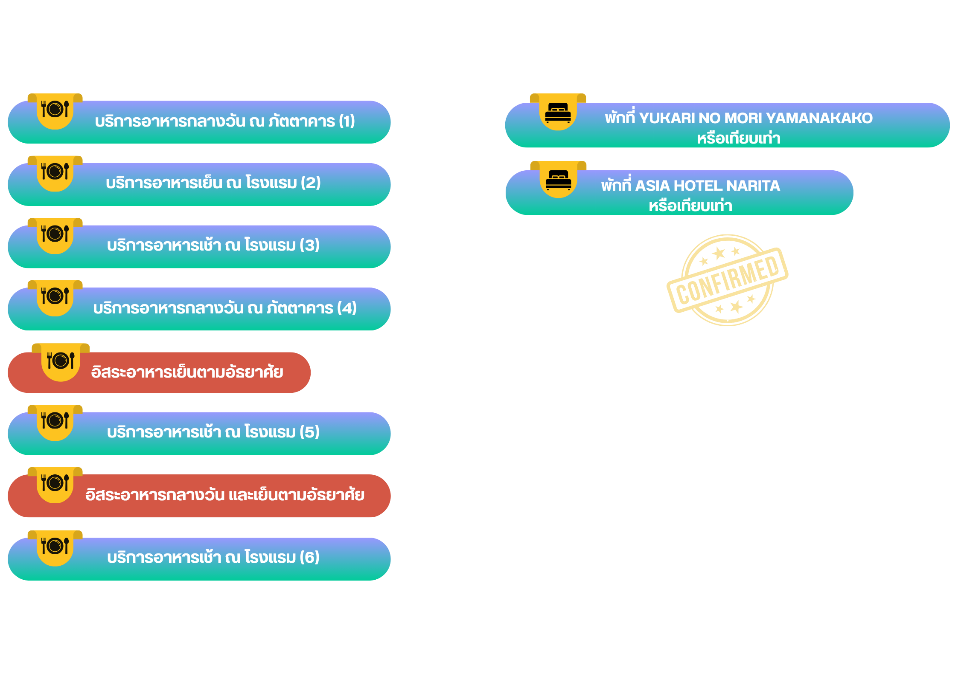 บริการอาหารกลางวัน ณ ภัตตาคาร (1)
บริการอาหารเย็น ณ โรงแรม (2)
บริการอาหารเช้า ณ โรงแรม (3)
บริการอาหารกลางวัน ณ ภัตตาคาร (4)
อิสระอาหารเย็นตามอัธยาศัย
บริการอาหารเช้า ณ โรงแรม (5)
อิสระอาหารกลางวัน และเย็นตามอัธยาศัย
บริการอาหารเช้า ณ โรงแรม (6)
พักที่ YUKARI NO MORI YAMANAKAKO
หรือเทียบเท่า
พักที่ ASIA HOTEL NARITA
หรือเทียบเท่า
CONFIRMED